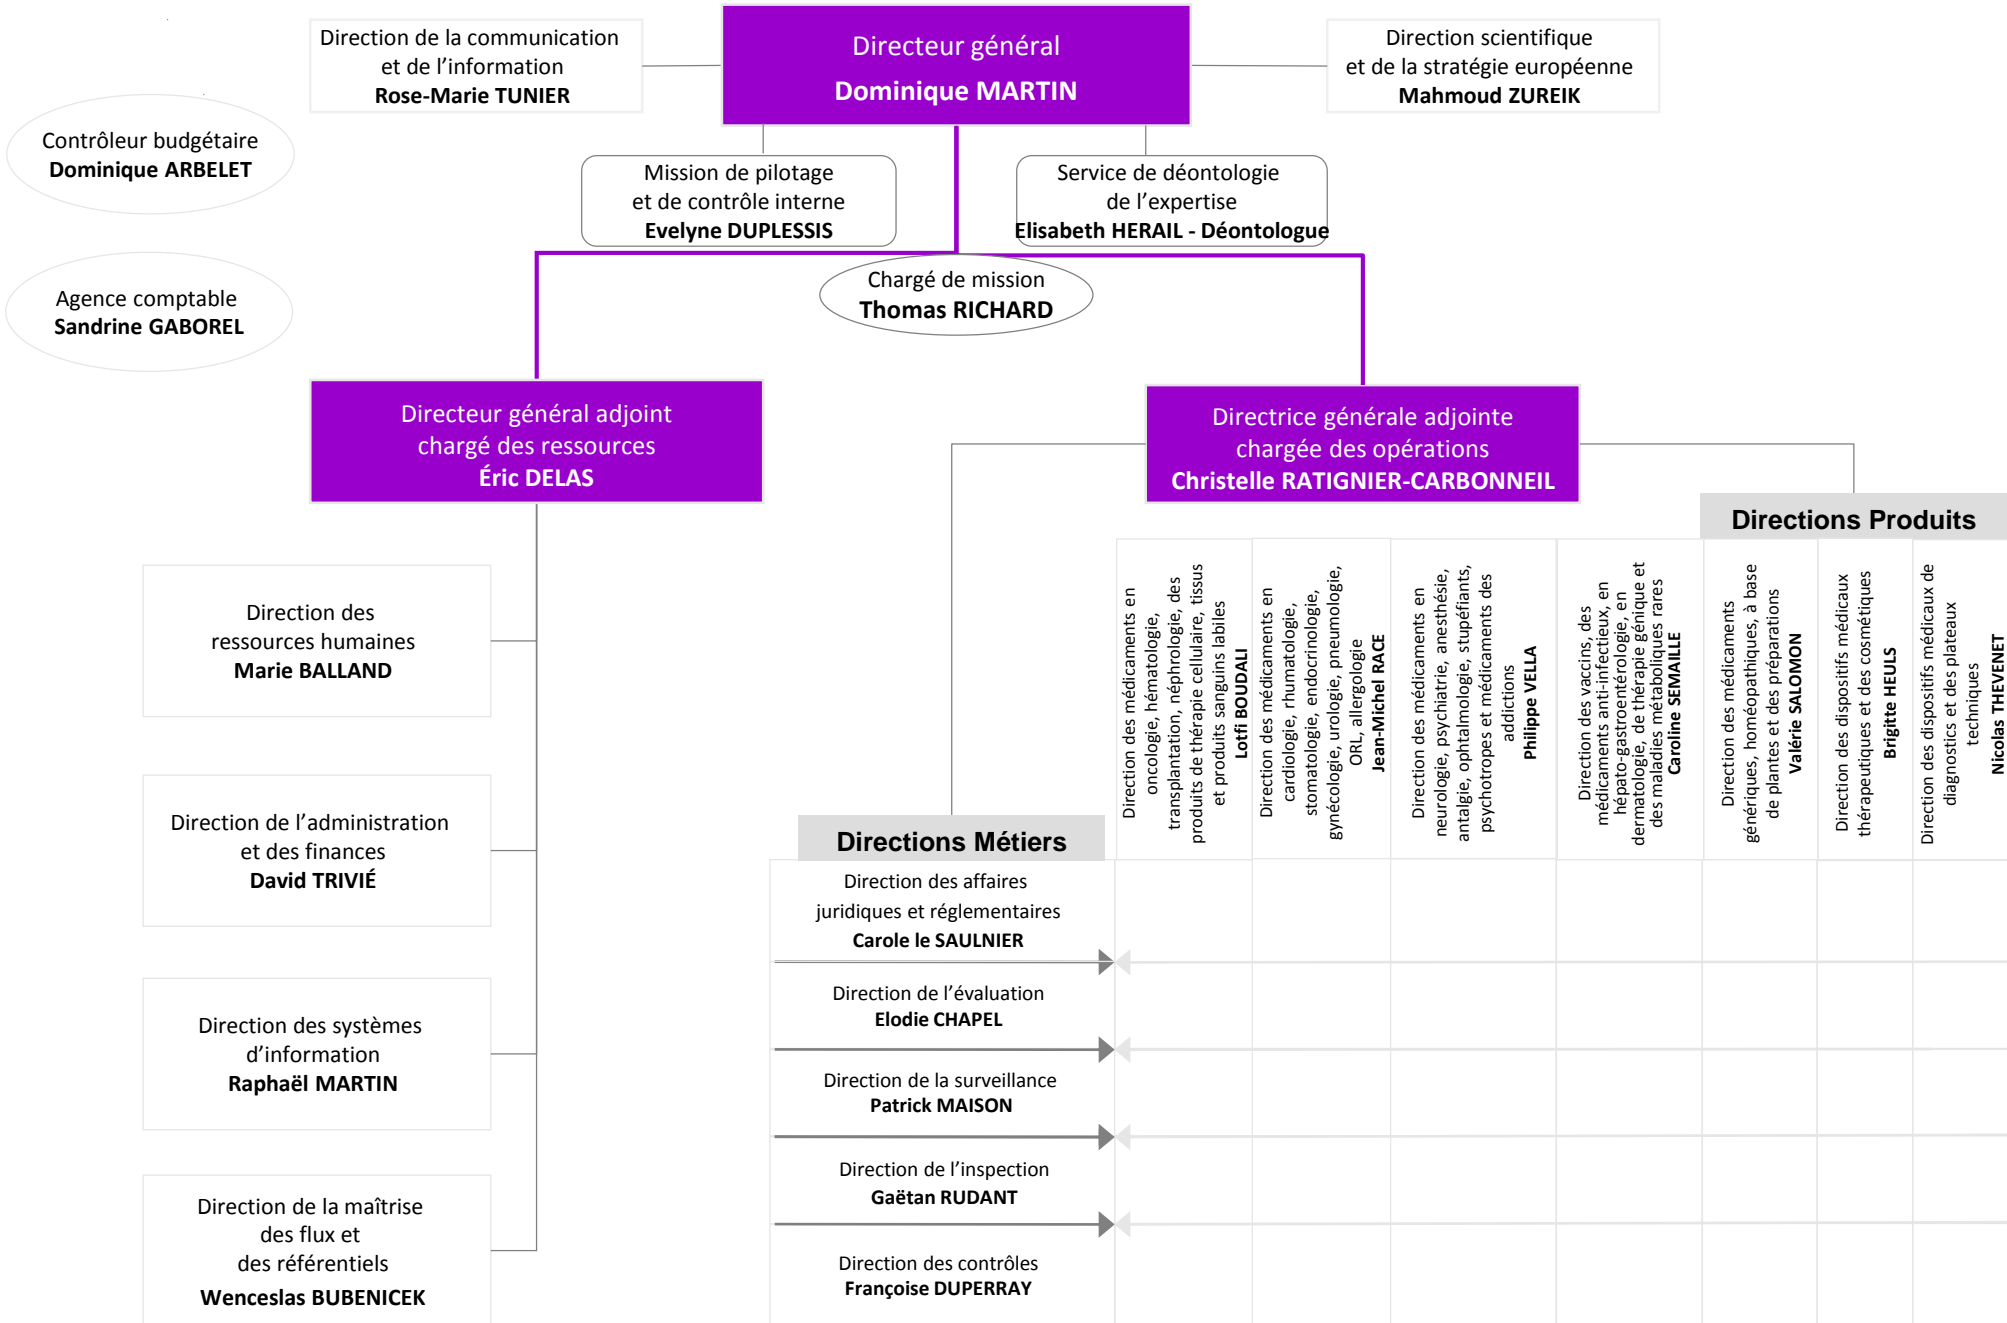 Direction de la communication
et de l’information
Rose-Marie TUNIER
Directeur général
Dominique MARTIN
Direction scientifique
et de la stratégie européenne
Mahmoud ZUREIK
Contrôleur budgétaire
Dominique ARBELET
Mission de pilotage
et de contrôle interne
Evelyne DUPLESSIS
Service de déontologie
de l’expertise
Elisabeth HERAIL - Déontologue
Agence comptable
Sandrine GABOREL
Chargé de mission
Thomas RICHARD
Directeur général adjoint
chargé des ressources
Éric DELAS
Directrice générale adjointe
chargée des opérations
Christelle RATIGNIER-CARBONNEIL
Direction des
ressources humaines
Marie BALLAND
Direction de l’administration
et des finances
David TRIVIÉ
Direction des systèmes
d’information
Raphaël MARTIN
Direction de la maîtrise
des flux et
des référentiels
Wenceslas BUBENICEK
Directions Produits
Direction des médicaments en
oncologie, hématologie,
transplantation, néphrologie, des
produits de thérapie cellulaire, tissus
et produits sanguins labiles
Lotfi BOUDALI
Direction des médicaments en
cardiologie, rhumatologie,
stomatologie, endocrinologie,
gynécologie, urologie, pneumologie,
ORL, allergologie
Jean-Michel RACE
Direction des médicaments en
neurologie, psychiatrie, anesthésie,
antalgie, ophtalmologie, stupéfiants,
psychotropes et médicaments des
addictions
Philippe VELLA
Direction des vaccins, des
médicaments anti-infectieux, en
hépato-gastroentérologie, en
dermatologie, de thérapie génique et
des maladies métaboliques rares
Caroline SEMAILLE
Direction des médicaments
génériques, homéopathiques, à base
de plantes et des préparations
Valérie SALOMON
Direction des dispositifs médicaux
thérapeutiques et des cosmétiques
Brigitte HEULS
Direction des dispositifs médicaux de
diagnostics et des plateaux
techniques
Nicolas THEVENET
Directions Métiers
Direction des affaires
juridiques et réglementaires
Carole le SAULNIER
Direction de l’évaluation
Elodie CHAPEL
Direction de la surveillance
Patrick MAISON
Direction de l’inspection
Gaëtan RUDANT
Direction des contrôles
Françoise DUPERRAY